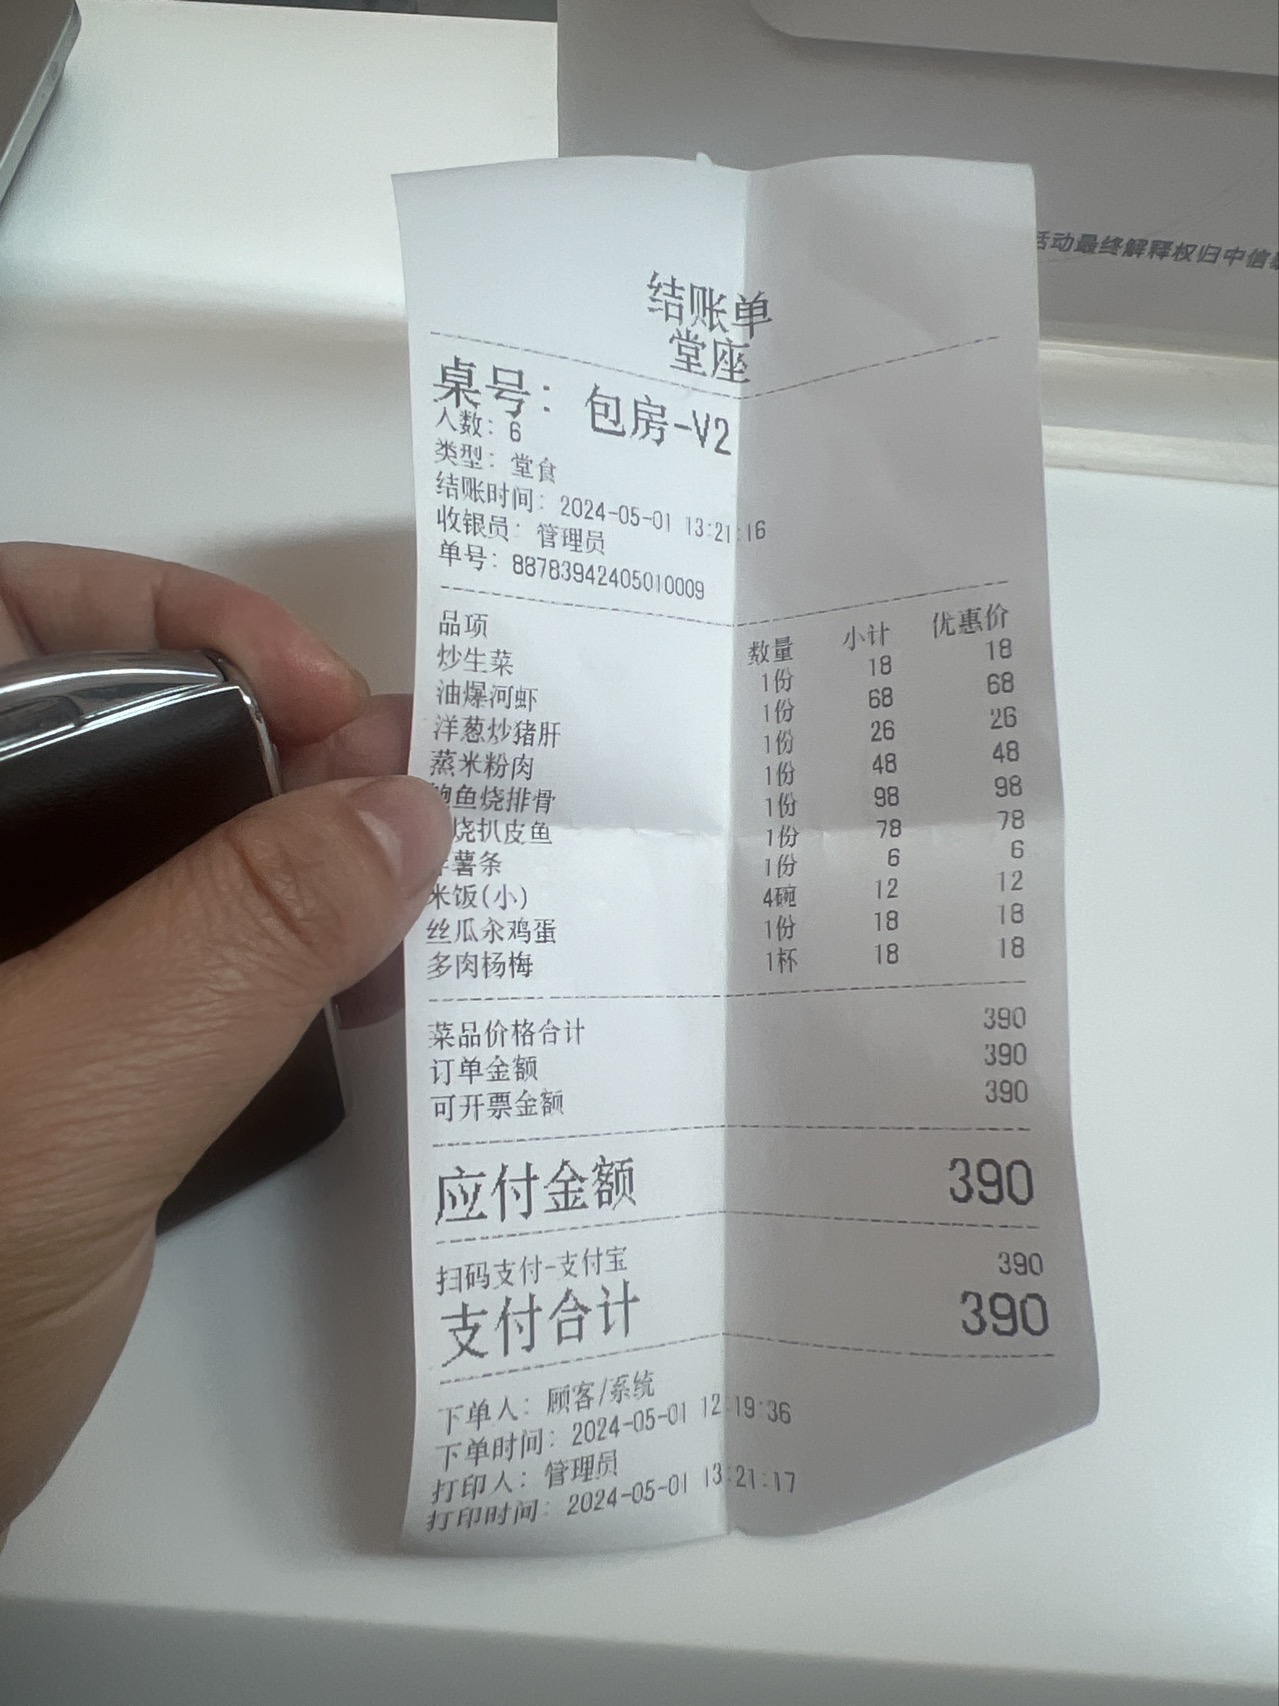 活动最终解释权归中信
结账单
堂座
桌号： 包房-V2
人数： 6
类型： 堂食
结账时间： 2024-05-01 13:21:16
收银员： 管理员
单号： 88783942405010009
品项 数量 小计 优惠价
炒生菜 1份 18 18
油爆河虾 1份 68 68
洋葱炒猪肝 1份 26 26
蒸米粉肉 1份 48 48
鲍鱼烧排骨 1份 98 98
烧扒皮鱼 1份 78 78
薯条 1份 6 6
米饭(小) 4碗 12 12
丝瓜汆鸡蛋 1份 18 18
多肉杨梅 1杯 18 18
菜品价格合计 390
订单金额 390
可开票金额 390
应付金额 390
扫码支付-支付宝 390
支付合计 390
下单人： 顾客/系统
下单时间： 2024-05-01 12:19:36
打印人： 管理员
打印时间： 2024-05-01 13:21:17